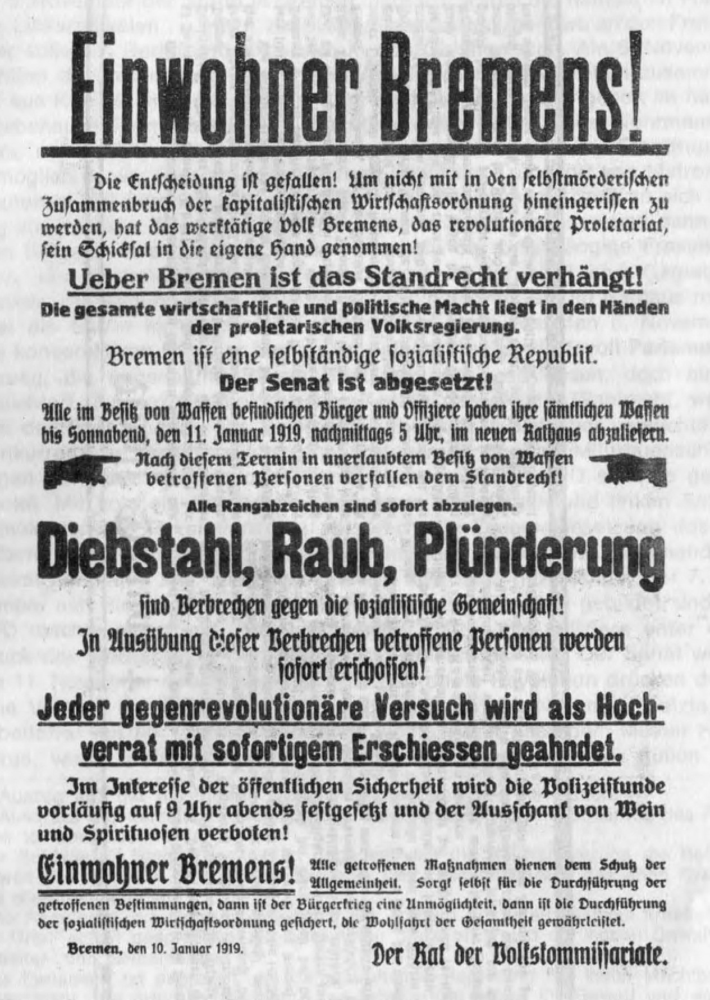 Einwohner Bremens!
Die Entscheidung ist gefallen! Um nicht mit in den selbstmörderischen
Zusammenbruch der kapitalistischen Wirtschaftsordnung hineingerissen zu
werden, hat das werktätige Volk Bremens, das revolutionäre Proletariat,
sein Schicksal in die eigene Hand genommen!
Ueber Bremen ist das Standrecht verhängt!
Die gesamte wirtschaftliche und politische Macht liegt in den Händen
der proletarischen Volksregierung.
Bremen ist eine selbständige sozialistische Republik.
Der Senat ist abgesetzt!
Alle im Besitz von Waffen befindlichen Bürger und Offiziere haben ihre sämtlichen Waffen
bis Sonnabend, den 11. Januar 1919, nachmittags 5 Uhr, im neuen Rathaus abzuliefern.
Nach diesem Termin in unerlaubtem Besitz von Waffen
betroffenen Personen verfallen dem Standrecht!
Alle Rangabzeichen sind sofort abzulegen.
Diebstahl, Raub, Plünderung
sind Verbrechen gegen die sozialistische Gemeinschaft!
In Ausübung dieser Verbrechen betroffene Personen werden
sofort erschossen!
Jeder gegenrevolutionäre Versuch wird als Hoch-
verrat mit sofortigem Erschiessen geahndet.
Im Interesse der öffentlichen Sicherheit wird die Polizeistunde
vorläufig auf 9 Uhr abends festgesetzt und der Ausschank von Wein
und Spirituosen verboten!
Einwohner Bremens! Alle getroffenen Maßnahmen dienen dem Schutz der
Allgemeinheit. Sorgt selbst für die Durchführung der
getroffenen Bestimmungen, dann ist der Bürgerkrieg eine Unmöglichkeit, dann ist die Durchführung
der sozialistischen Wirtschaftsordnung gesichert, die Wohlfahrt der Gesamtheit gewährleistet.
Bremen, den 10. Januar 1919.
Der Rat der Volkskommissariate.